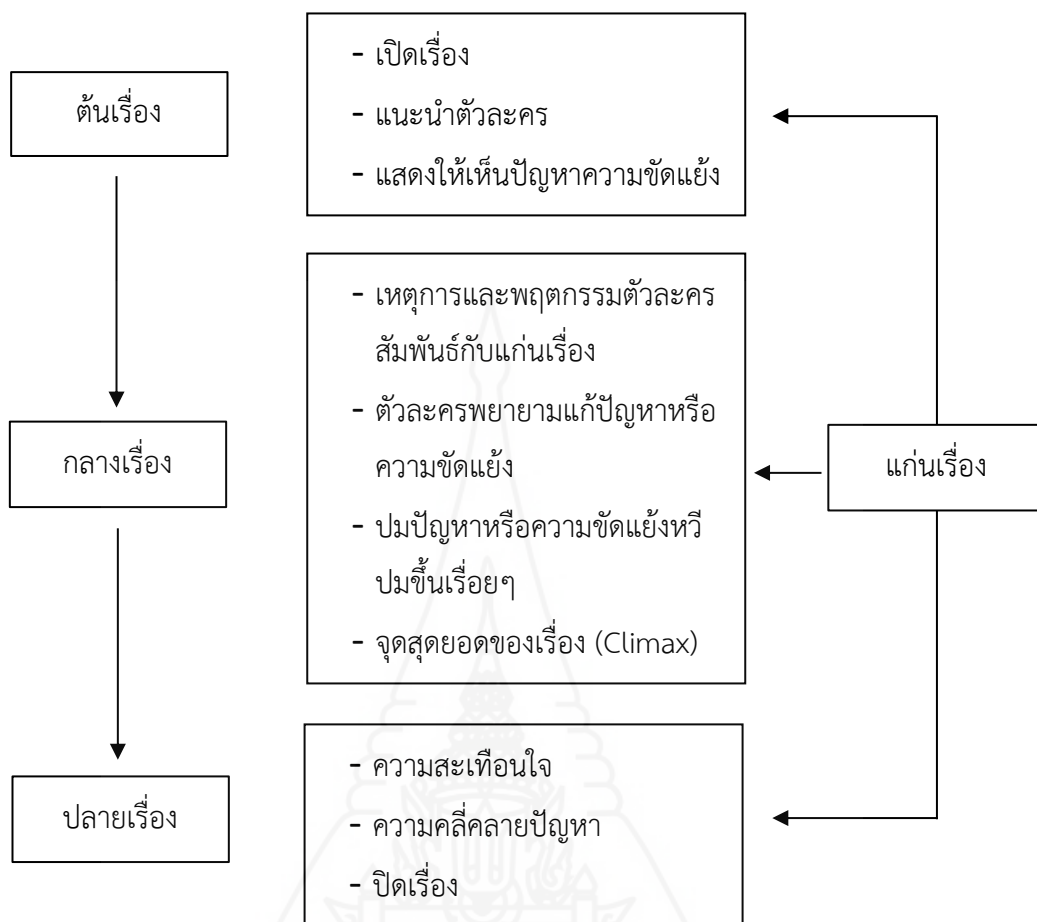 ต้นเรื่อง
- เปิดเรื่อง
- แนะนำตัวละคร
- แสดงให้เห็นปัญหาความขัดแย้ง
กลางเรื่อง
- เหตุการและพฤตกรรมตัวละคร
สัมพันธ์กับแก่นเรื่อง
- ตัวละครพยายามแก้ปัญหาหรือ
ความขัดแย้ง
- ปมปัญหาหรือความขัดแย้งหวี
ปมขึ้นเรื่อยๆ
- จุดสุดยอดของเรื่อง (Climax)
แก่นเรื่อง
ปลายเรื่อง
- ความสะเทือนใจ
- ความคลี่คลายปัญหา
- ปิดเรื่อง